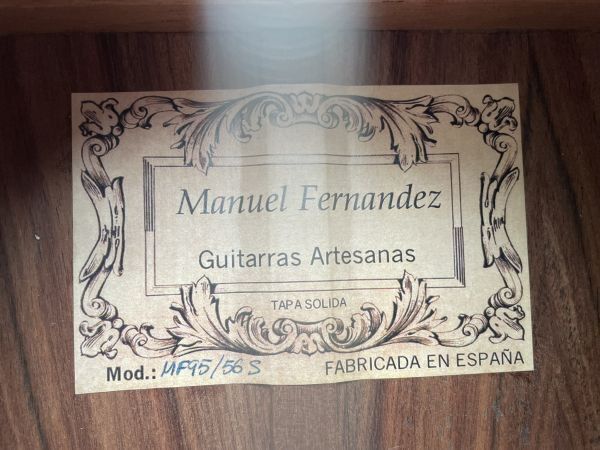 Manuel Fernandez
Guitarras Artesanas
TAPA SOLIDA
Mod.: MF95/56 S
FABRICADA EN ESPAÑA